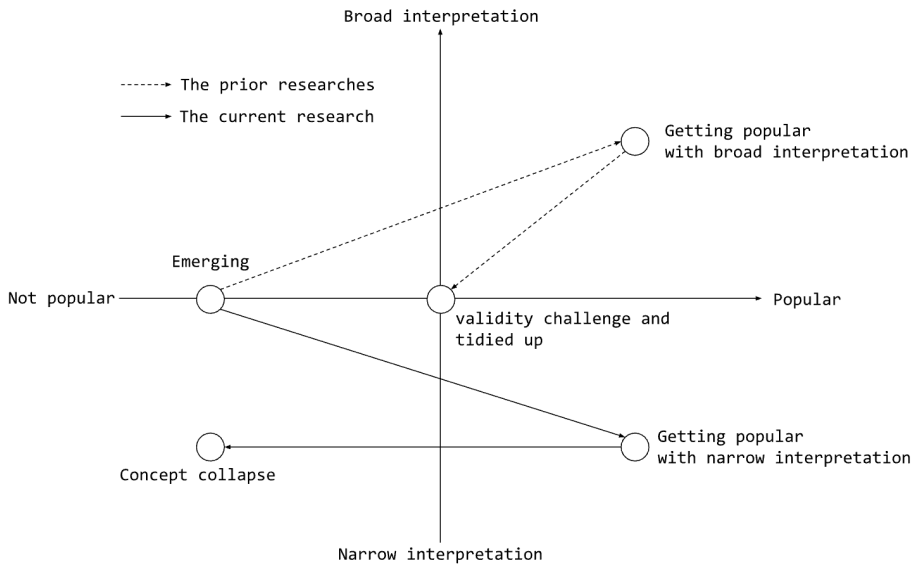 Broad interpretation
The prior researches
The current research
Getting popular
with broad interpretation
Emerging
Not popular
Popular
validity challenge and
tidied up
Getting popular
with narrow interpretation
Concept collapse
Narrow interpretation